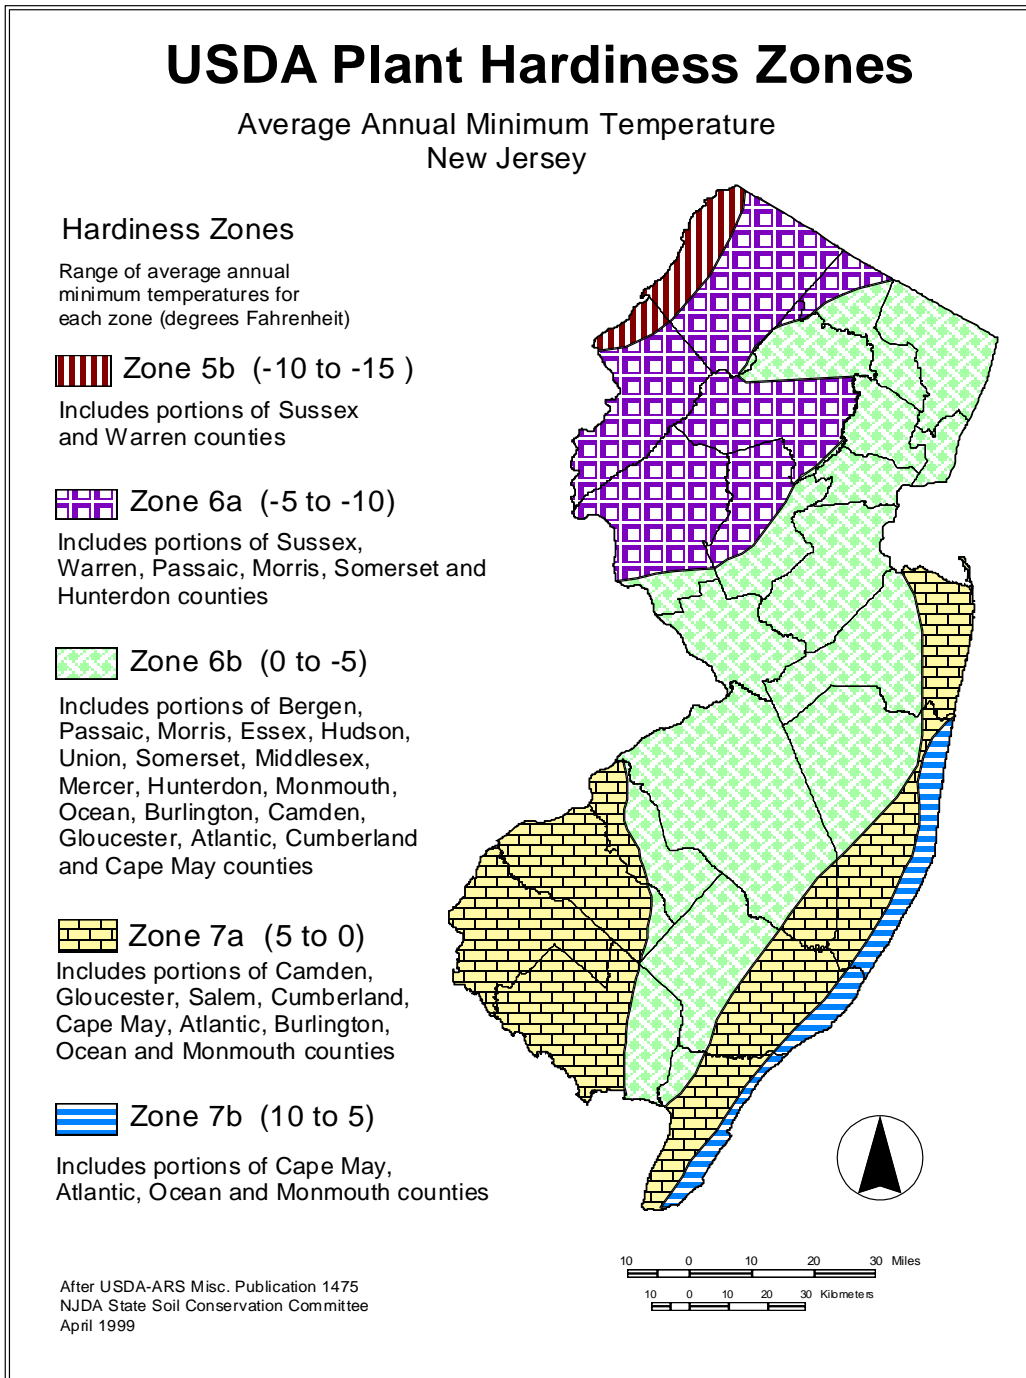 USDA Plant Hardiness Zones
Average Annual Minimum Temperature
New Jersey
Hardiness Zones
Range of average annual
minimum temperatures for
each zone (degrees Fahrenheit)
Zone 5b (-10 to -15 )
Includes portions of Sussex
and Warren counties
Zone 6a (-5 to -10)
Includes portions of Sussex,
Warren, Passaic, Morris, Somerset and
Hunterdon counties
Zone 6b (0 to -5)
Includes portions of Bergen,
Passaic, Morris, Essex, Hudson,
Union, Somerset, Middlesex,
Mercer, Hunterdon, Monmouth,
Ocean, Burlington, Camden,
Gloucester, Atlantic, Cumberland
and Cape May counties
Zone 7a (5 to 0)
Includes portions of Camden,
Gloucester, Salem, Cumberland,
Cape May, Atlantic, Burlington,
Ocean and Monmouth counties
Zone 7b (10 to 5)
Includes portions of Cape May,
Atlantic, Ocean and Monmouth counties
10 0 10 20 30 Miles
10 0 10 20 30 Kilometers
After USDA-ARS Misc. Publication 1475
NJDA State Soil Conservation Committee
April 1999